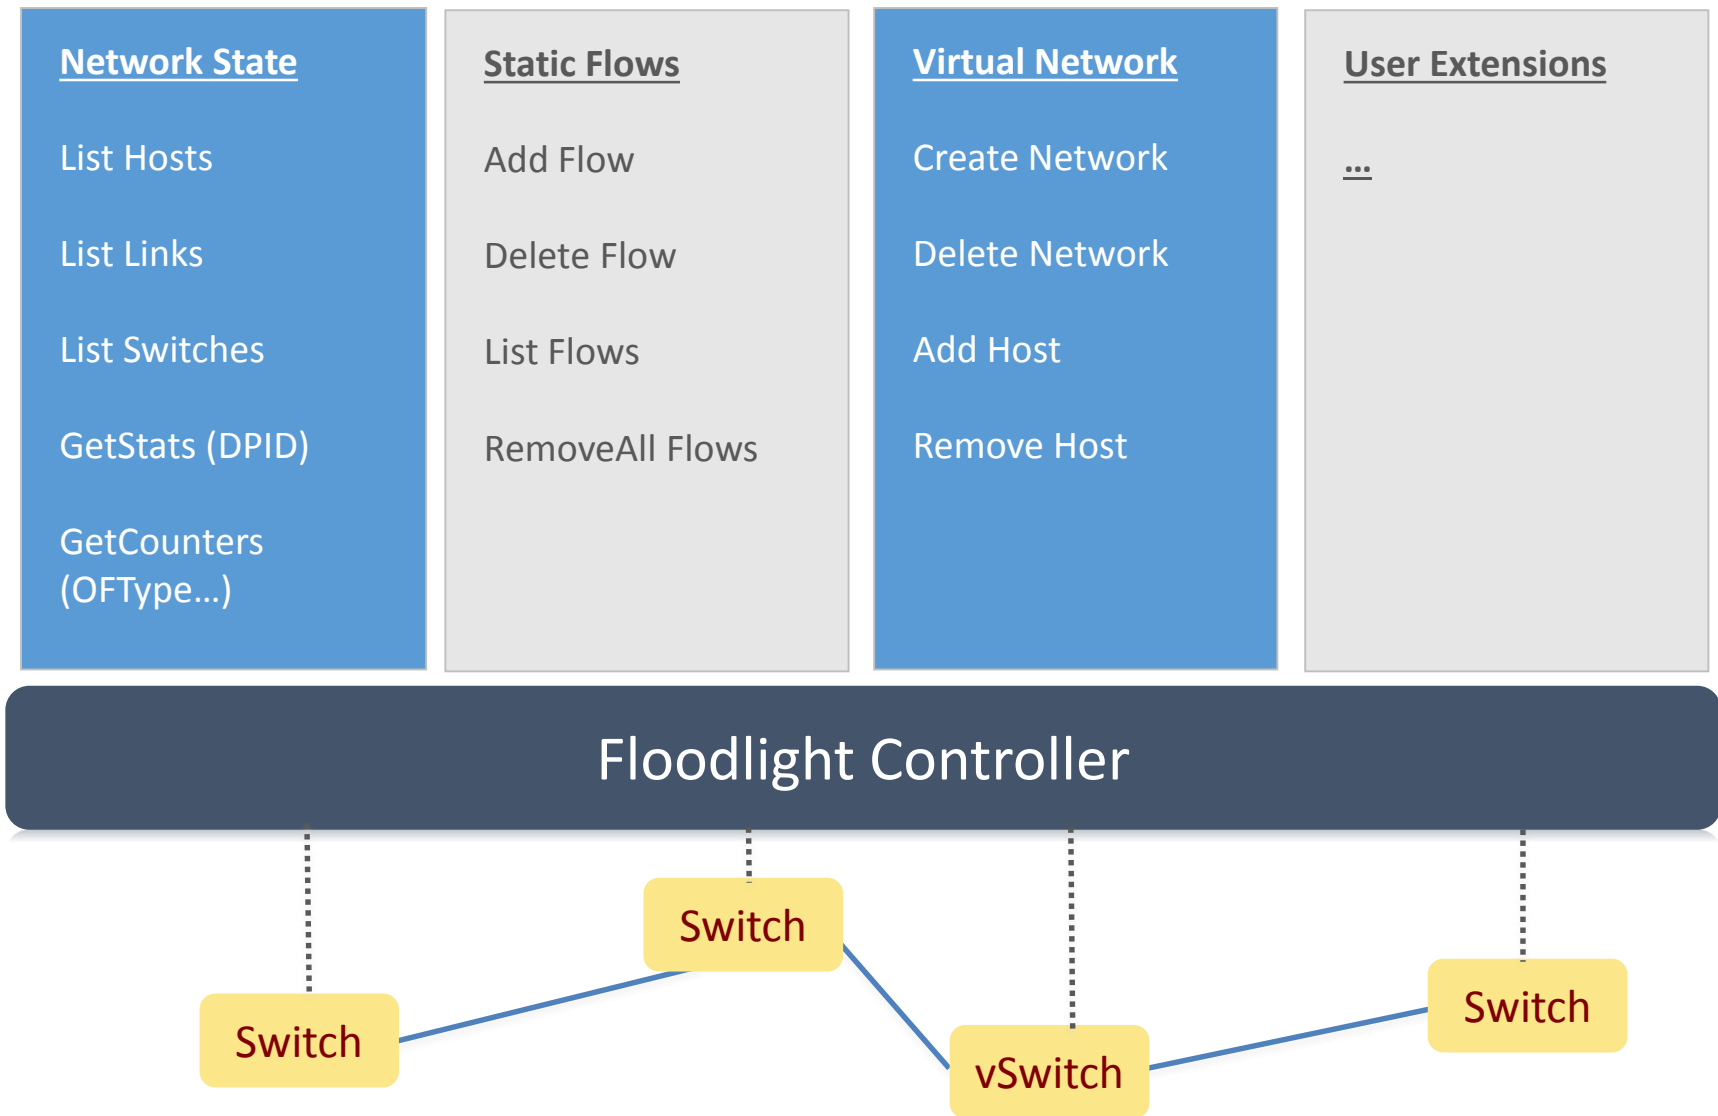 Network State
List Hosts
List Links
List Switches
GetStats (DPID)
GetCounters
(OFType...)
Static Flows
Add Flow
Delete Flow
List Flows
RemoveAll Flows
Virtual Network
Create Network
Delete Network
Add Host
Remove Host
User Extensions
...
Floodlight Controller
Switch
Switch
vSwitch
Switch